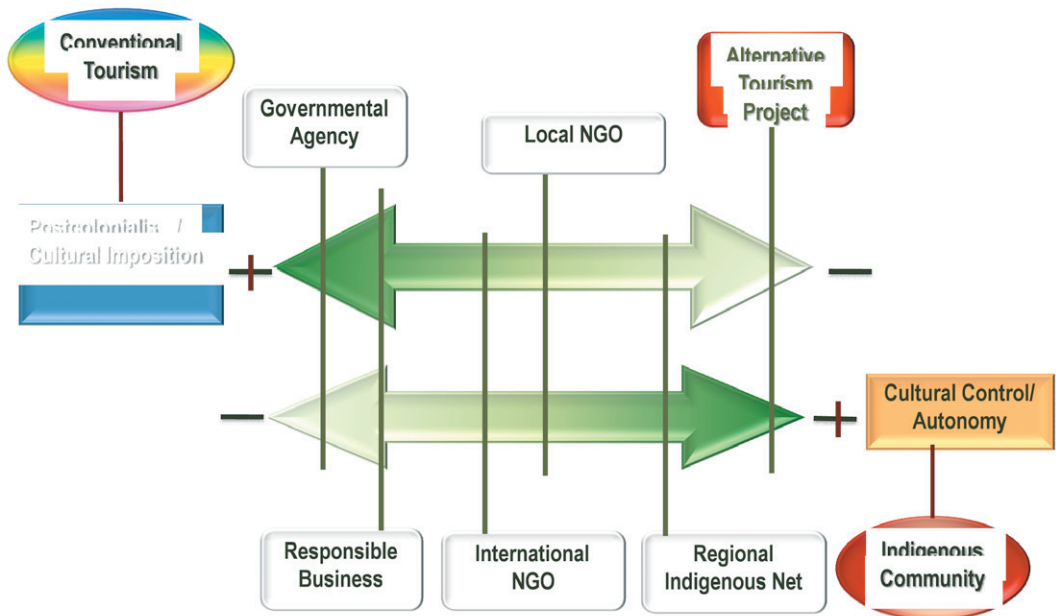 Conventional
Tourism
Governmental
Agency
Local NGO
Alternative
Tourism
Project
Postcolonialis /
Cultural Imposition
+
—
—
+
Cultural Control/
Autonomy
Responsible
Business
International
NGO
Regional
Indigenous Net
Indigenous
Community